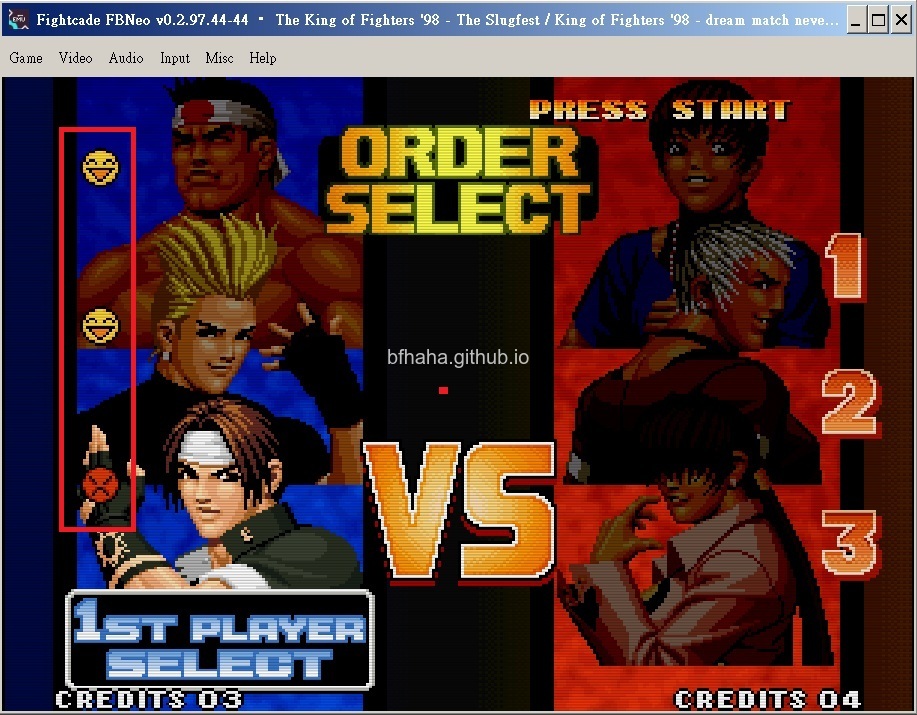 Fightcade FBNeo v0.2.97.44-44 • The King of Fighters '98 - The Slugfest / King of Fighters '98 - dream match neve...
Game Video Audio Input Misc Help
PRESS START
ORDER
SELECT
1
bfhaha.github.io
2
VS
3
1ST PLAYER
SELECT
CREDITS 03
CREDITS 04